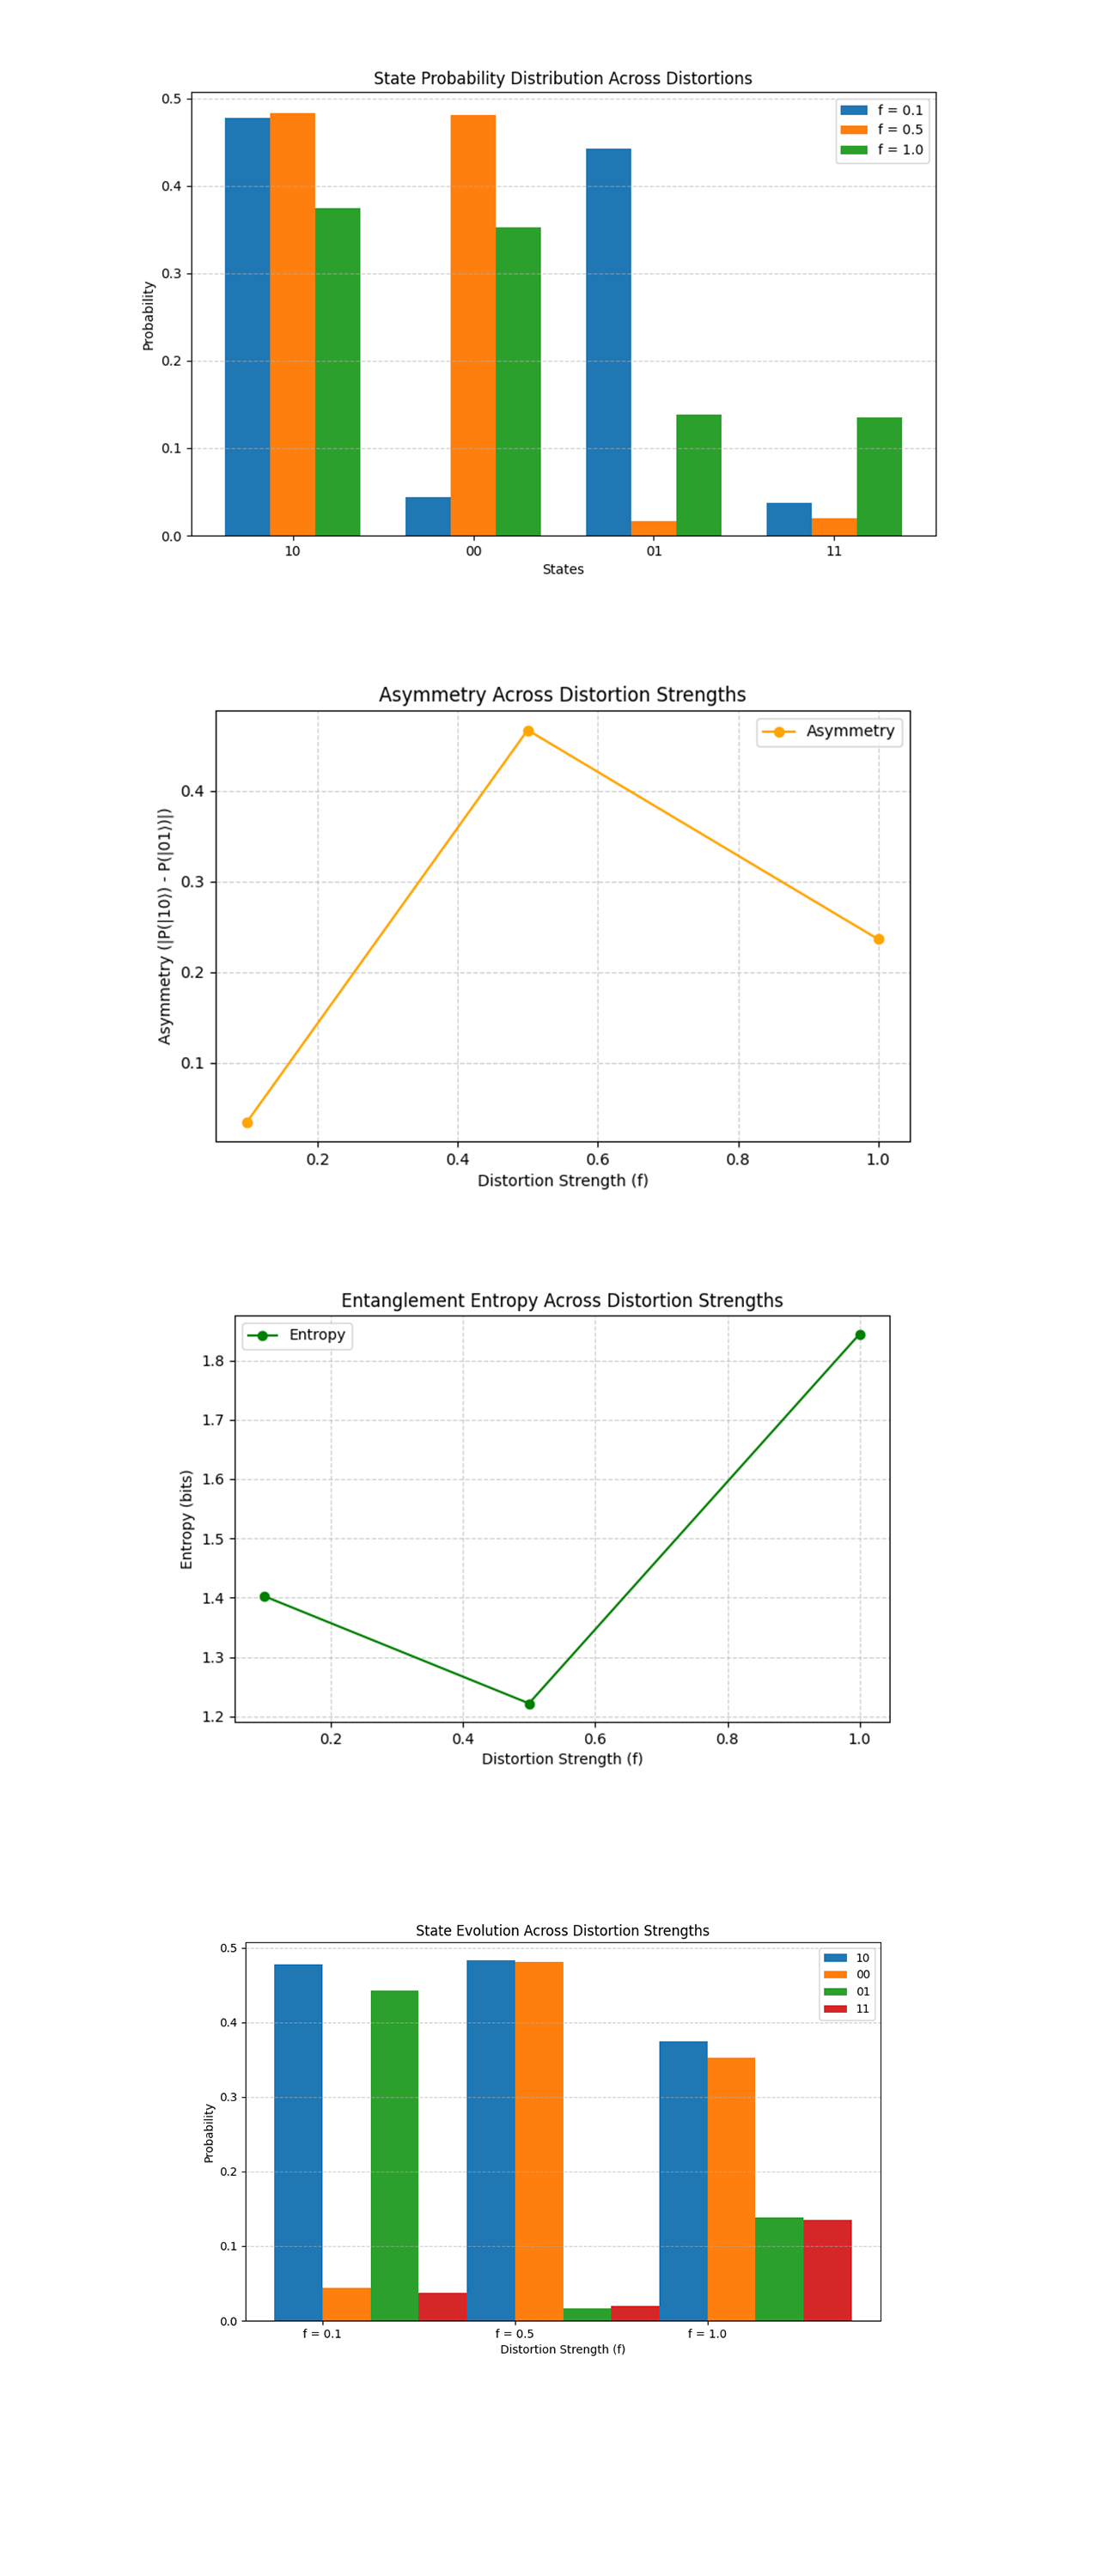 State Probability Distribution Across Distortions
0.5
0.4
0.3
0.2
0.1
0.0
Probability
f = 0.1
f = 0.5
f = 1.0
10 00 01 11
States
Asymmetry Across Distortion Strengths
0.4
0.3
0.2
0.1
Asymmetry (|P(|10⟩) - P(|01⟩)|)
Asymmetry
0.2 0.4 0.6 0.8 1.0
Distortion Strength (f)
Entanglement Entropy Across Distortion Strengths
1.8
1.7
1.6
1.5
1.4
1.3
1.2
Entropy (bits)
Entropy
0.2 0.4 0.6 0.8 1.0
Distortion Strength (f)
State Evolution Across Distortion Strengths
0.5
0.4
0.3
0.2
0.1
0.0
Probability
10
00
01
11
f = 0.1 f = 0.5 f = 1.0
Distortion Strength (f)